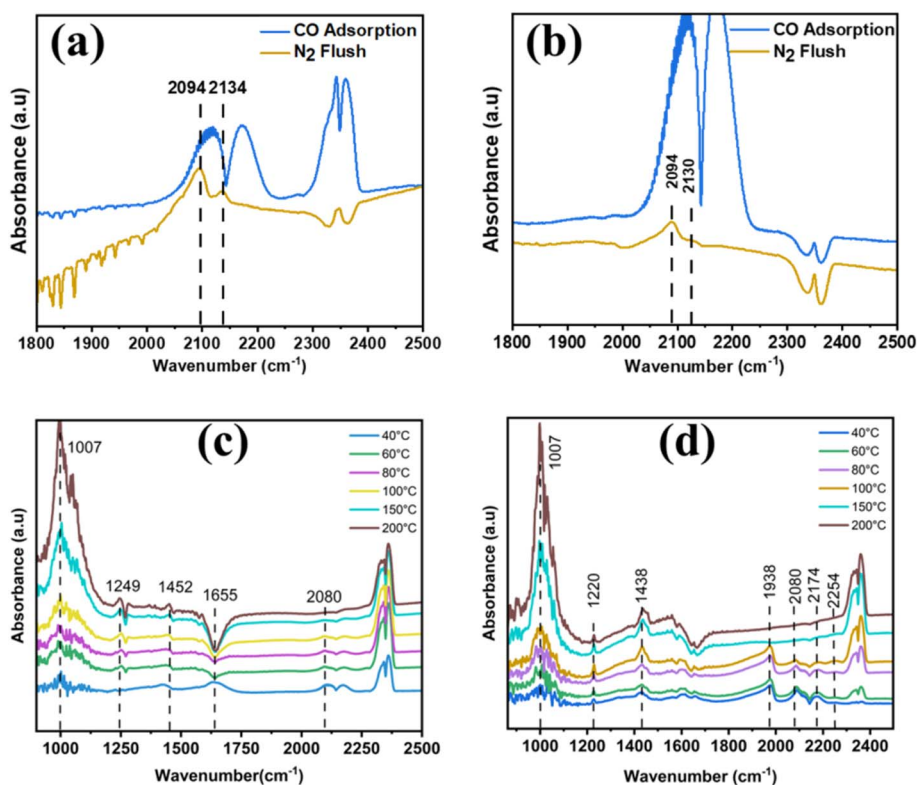 (a)
CO Adsorption
N2 Flush
2094 2134
Absorbance (a.u)
1800 1900 2000 2100 2200 2300 2400 2500
Wavenumber (cm-1)
(b)
CO Adsorption
N2 Flush
2094
2130
Absorbance (a.u)
1800 1900 2000 2100 2200 2300 2400 2500
Wavenumber (cm-1)
(c)
40°C
60°C
80°C
100°C
150°C
200°C
1007
1249
1452
1655
2080
Absorbance (a.u)
1000 1250 1500 1750 2000 2250 2500
Wavenumber(cm-1)
(d)
40°C
60°C
80°C
100°C
150°C
200°C
1007
1220
1438
1938
2080
2174
2254
Absorbance (a.u)
1000 1200 1400 1600 1800 2000 2200 2400
Wavenumber (cm-1)